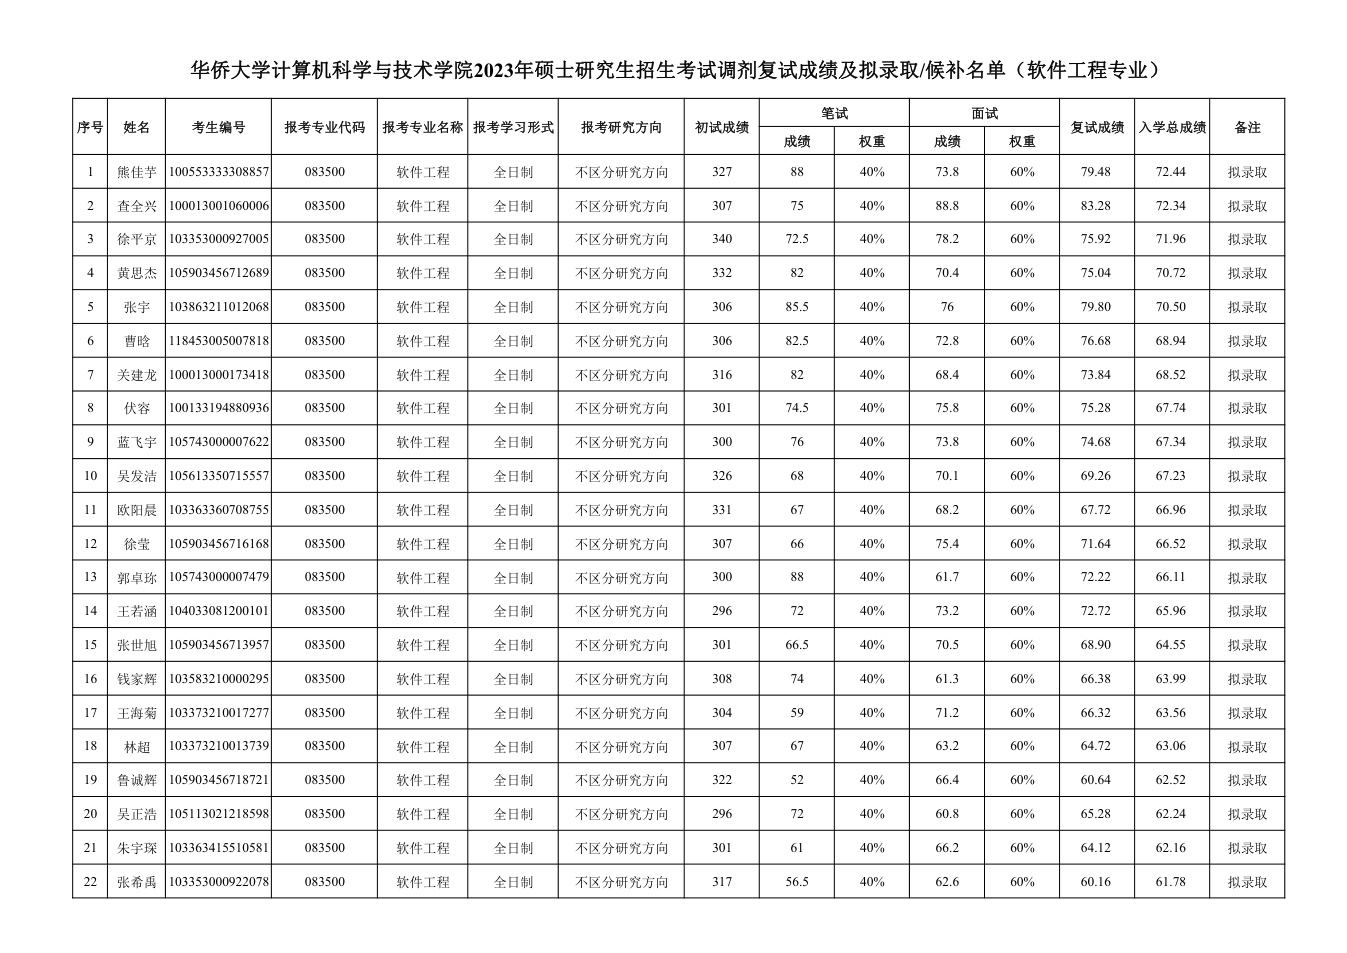 华侨大学计算机科学与技术学院2023年硕士研究生招生考试调剂复试成绩及拟录取/候补名单（软件工程专业）
序号 姓名 考生编号 报考专业代码 报考专业名称 报考学习形式 报考研究方向 初试成绩 笔试 面试 复试成绩 入学总成绩 备注
成绩 权重 成绩 权重
1 熊佳芋 100553333308857 083500 软件工程 全日制 不区分研究方向 327 88 40% 73.8 60% 79.48 72.44 拟录取
2 查全兴 100013001060006 083500 软件工程 全日制 不区分研究方向 307 75 40% 88.8 60% 83.28 72.34 拟录取
3 徐平京 103353000927005 083500 软件工程 全日制 不区分研究方向 340 72.5 40% 78.2 60% 75.92 71.96 拟录取
4 黄思杰 105903456712689 083500 软件工程 全日制 不区分研究方向 332 82 40% 70.4 60% 75.04 70.72 拟录取
5 张宇 103863211012068 083500 软件工程 全日制 不区分研究方向 306 85.5 40% 76 60% 79.80 70.50 拟录取
6 曹晗 118453005007818 083500 软件工程 全日制 不区分研究方向 306 82.5 40% 72.8 60% 76.68 68.94 拟录取
7 关建龙 100013000173418 083500 软件工程 全日制 不区分研究方向 316 82 40% 68.4 60% 73.84 68.52 拟录取
8 伏容 100133194880936 083500 软件工程 全日制 不区分研究方向 301 74.5 40% 75.8 60% 75.28 67.74 拟录取
9 蓝飞宇 105743000007622 083500 软件工程 全日制 不区分研究方向 300 76 40% 73.8 60% 74.68 67.34 拟录取
10 吴发洁 105613350715557 083500 软件工程 全日制 不区分研究方向 326 68 40% 70.1 60% 69.26 67.23 拟录取
11 欧阳晨 103363360708755 083500 软件工程 全日制 不区分研究方向 331 67 40% 68.2 60% 67.72 66.96 拟录取
12 徐莹 105903456716168 083500 软件工程 全日制 不区分研究方向 307 66 40% 75.4 60% 71.64 66.52 拟录取
13 郭卓珎 105743000007479 083500 软件工程 全日制 不区分研究方向 300 88 40% 61.7 60% 72.22 66.11 拟录取
14 王若涵 104033081200101 083500 软件工程 全日制 不区分研究方向 296 72 40% 73.2 60% 72.72 65.96 拟录取
15 张世旭 105903456713957 083500 软件工程 全日制 不区分研究方向 301 66.5 40% 70.5 60% 68.90 64.55 拟录取
16 钱家辉 103583210000295 083500 软件工程 全日制 不区分研究方向 308 74 40% 61.3 60% 66.38 63.99 拟录取
17 王海菊 103373210017277 083500 软件工程 全日制 不区分研究方向 304 59 40% 71.2 60% 66.32 63.56 拟录取
18 林超 103373210013739 083500 软件工程 全日制 不区分研究方向 307 67 40% 63.2 60% 64.72 63.06 拟录取
19 鲁诚辉 105903456718721 083500 软件工程 全日制 不区分研究方向 322 52 40% 66.4 60% 60.64 62.52 拟录取
20 吴正浩 105113021218598 083500 软件工程 全日制 不区分研究方向 296 72 40% 60.8 60% 65.28 62.24 拟录取
21 朱宇琛 103363415510581 083500 软件工程 全日制 不区分研究方向 301 61 40% 66.2 60% 64.12 62.16 拟录取
22 张希禹 103353000922078 083500 软件工程 全日制 不区分研究方向 317 56.5 40% 62.6 60% 60.16 61.78 拟录取